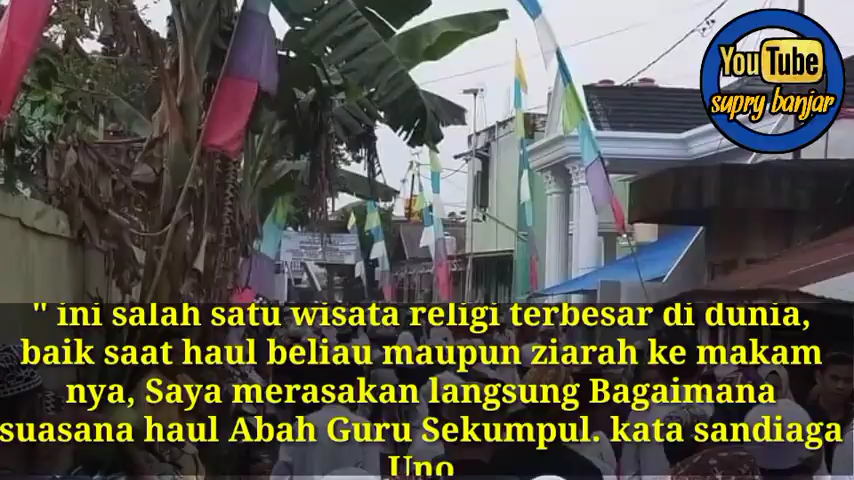 YouTube
supry banjar
" ini salah satu wisata religi terbesar di dunia,
baik saat haul beliau maupun ziarah ke makam
nya, Saya merasakan langsung Bagaimana
suasana haul Abah Guru Sekumpul. kata sandiaga
Uno